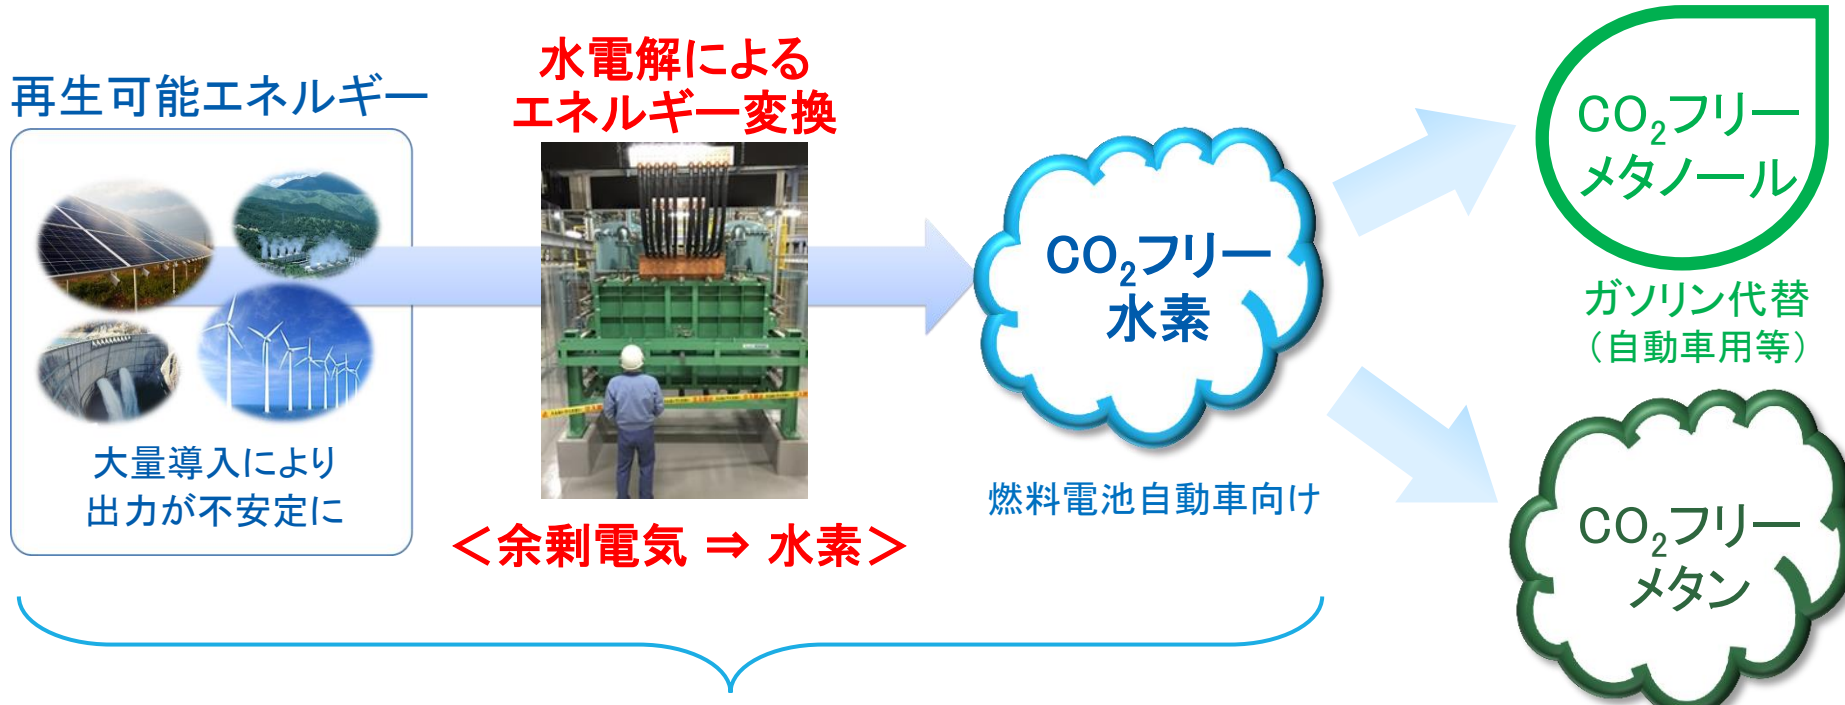 再生可能エネルギー
大量導入により
出力が不安定に
水電解による
エネルギー変換
＜余剰電気 ⇒ 水素＞
CO₂フリー
水素
燃料電池自動車向け
CO₂フリー
メタノール
ガソリン代替
（自動車用等）
CO₂フリー
メタン